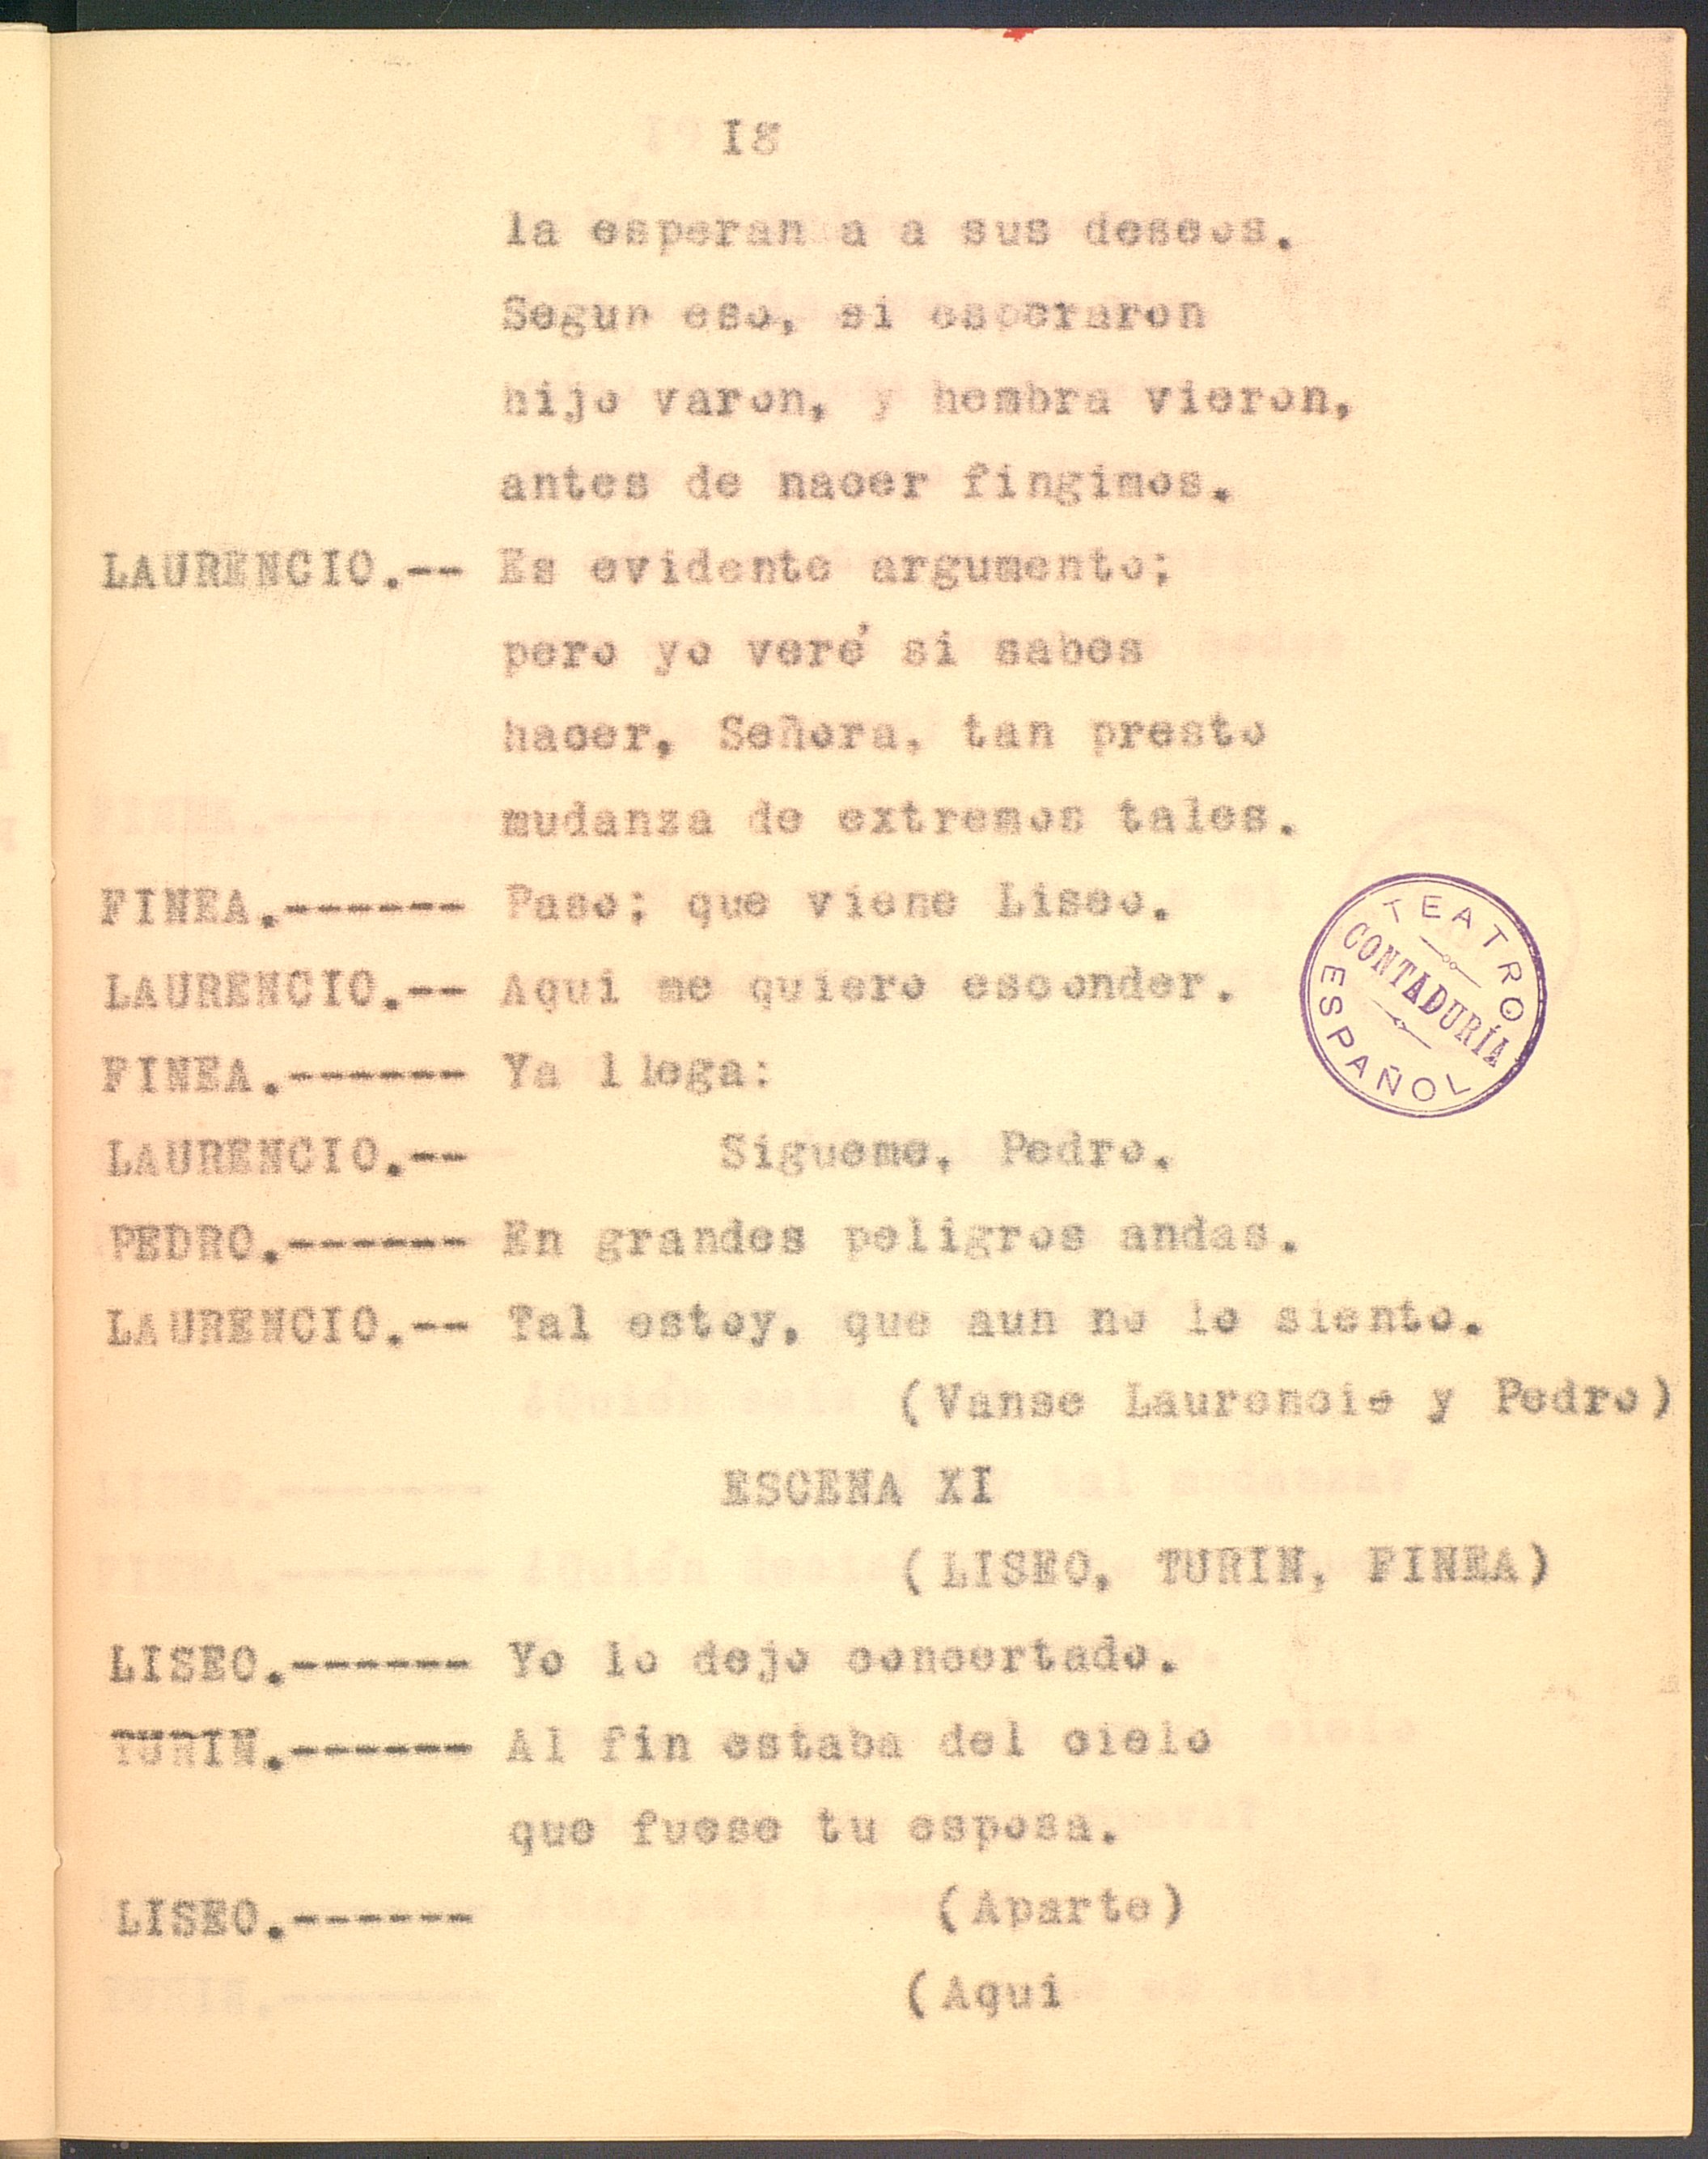 I8
la esperan a a sus deseos.
Segun eso, si esperaron
hijo varon, y hembra vieron,
antes de nacer fingimos.
LAURENCIO.-- Es evidente argumento;
pero yo veré si sabes
hacer, Señora, tan presto
mudanza de extremos tales.
FINEA.------ Paso; que viene Liseo.
LAURENCIO.-- Aqui me quiero esconder.
FINEA.------ Ya llega:
LAURENCIO.-- Sigueme, Pedro.
PEDRO.------ En grandes peligros andas.
LAURENCIO.-- Tal estoy, que aun no lo siento.
(Vanse Laurencio y Pedro)
ESCENA XI
(LISEO, TURIN, FINEA)
LISEO.------ Yo lo dejo concertado.
TURIN.------ Al fin estaba del cielo
que fuese tu esposa.
LISEO.------ (Aparte)
(Aqui
TEATRO ESPAÑOL
CONTADURÍA